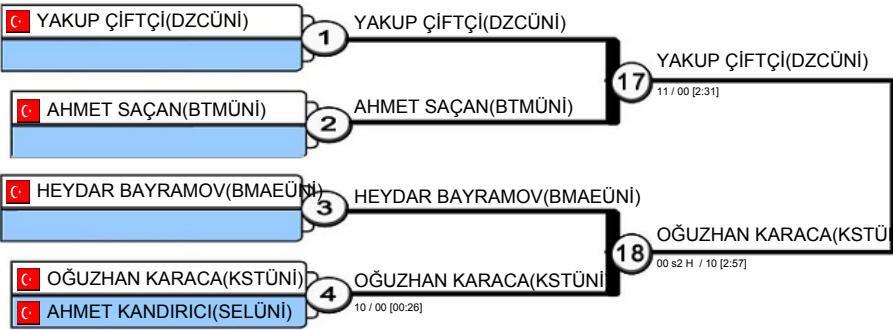 YAKUP ÇİFTÇİ(DZCÜNİ)
1
YAKUP ÇİFTÇİ(DZCÜNİ)
17
YAKUP ÇİFTÇİ(DZCÜNİ)
11 / 00 [2:31]
AHMET SAÇAN(BTMÜNİ)
2
AHMET SAÇAN(BTMÜNİ)
HEYDAR BAYRAMOV(BMAEÜNİ)
3
HEYDAR BAYRAMOV(BMAEÜNİ)
18
OĞUZHAN KARACA(KSTÜNİ
00 s2 H / 10 [2:57]
OĞUZHAN KARACA(KSTÜNİ)
4
OĞUZHAN KARACA(KSTÜNİ
10 / 00 [00:26]
AHMET KANDIRICI(SELÜNİ)